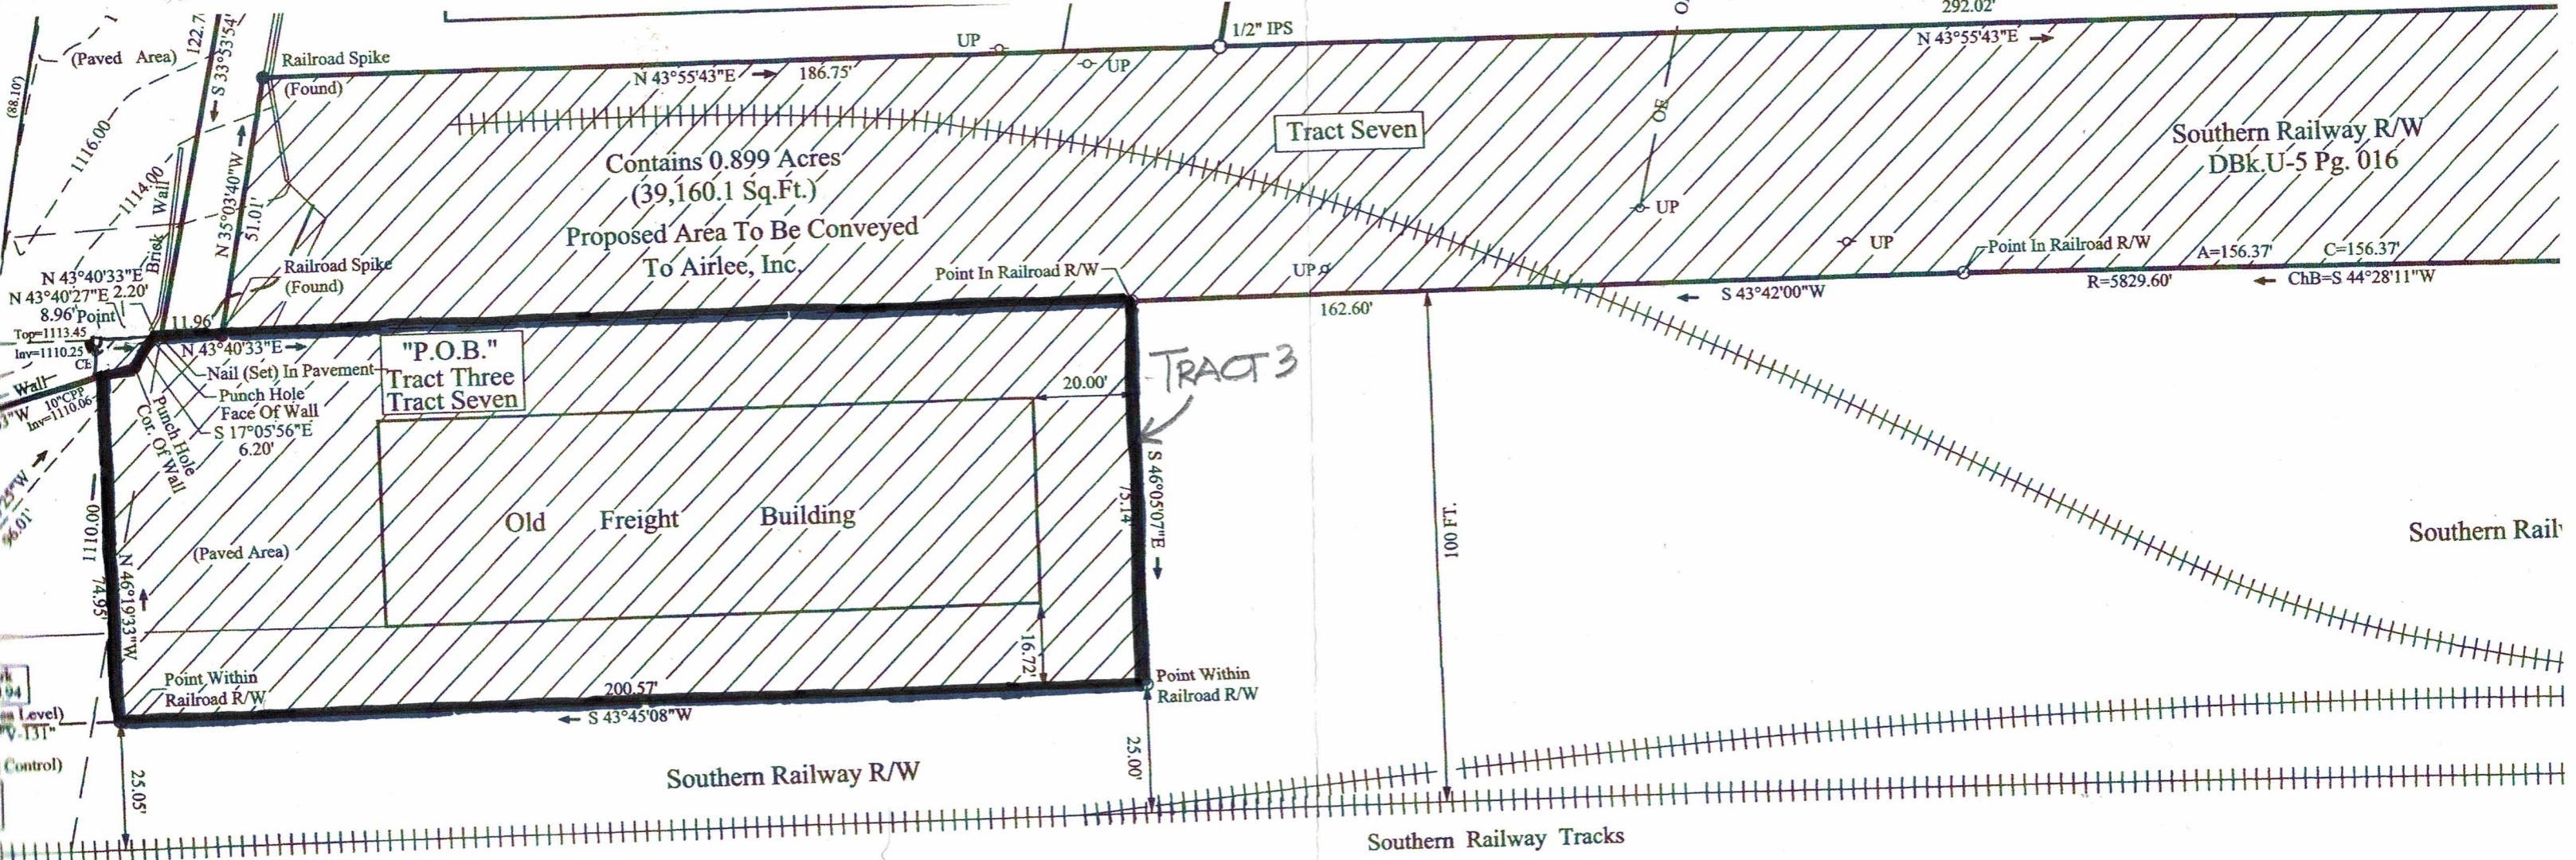 292.02'
(Paved Area)
122.7
S 33°53'54"
Railroad Spike
(Found)
UP
1/2" IPS
UP
N 43°55'43"E
186.75'
N 43°55'43"E
(88.10')
1116.00
1114.00
Brick Wall
N 35°03'40"W
51.01'
Contains 0.899 Acres
(39,160.1 Sq.Ft.)
Proposed Area To Be Conveyed
To Airlee, Inc.
Tract Seven
OE
UP
UP
Southern Railway R/W
DBk.U-5 Pg. 016
Railroad Spike
(Found)
Point In Railroad R/W
UP
162.60'
S 43°42'00"W
Point In Railroad R/W
A=156.37'
C=156.37'
R=5829.60'
ChB=S 44°28'11"W
N 43°40'33"E
2.20'
N 43°40'27"E
8.96'
Point
11.96'
Top=1113.45
Inv=1110.25
N 43°40'33"E
Nail (Set) In Pavement
Punch Hole
Face Of Wall
S 17°05'56"E
6.20'
Punch Hole
Cor. Of Wall
Wall
10"CPP
Inv=1110.06
"P.O.B."
Tract Three
Tract Seven
20.00'
TRACT 3
S 46°05'07"E
75.14'
100 FT.
Old Freight Building
(Paved Area)
1110.00
74.95'
N 46°19'33"W
96.01'
16.72'
Point Within
Railroad R/W
200.57'
S 43°45'08"W
Point Within
Railroad R/W
Level)
"V-131"
Control)
25.05'
25.00'
Southern Railway R/W
Southern Rail
Southern Railway Tracks